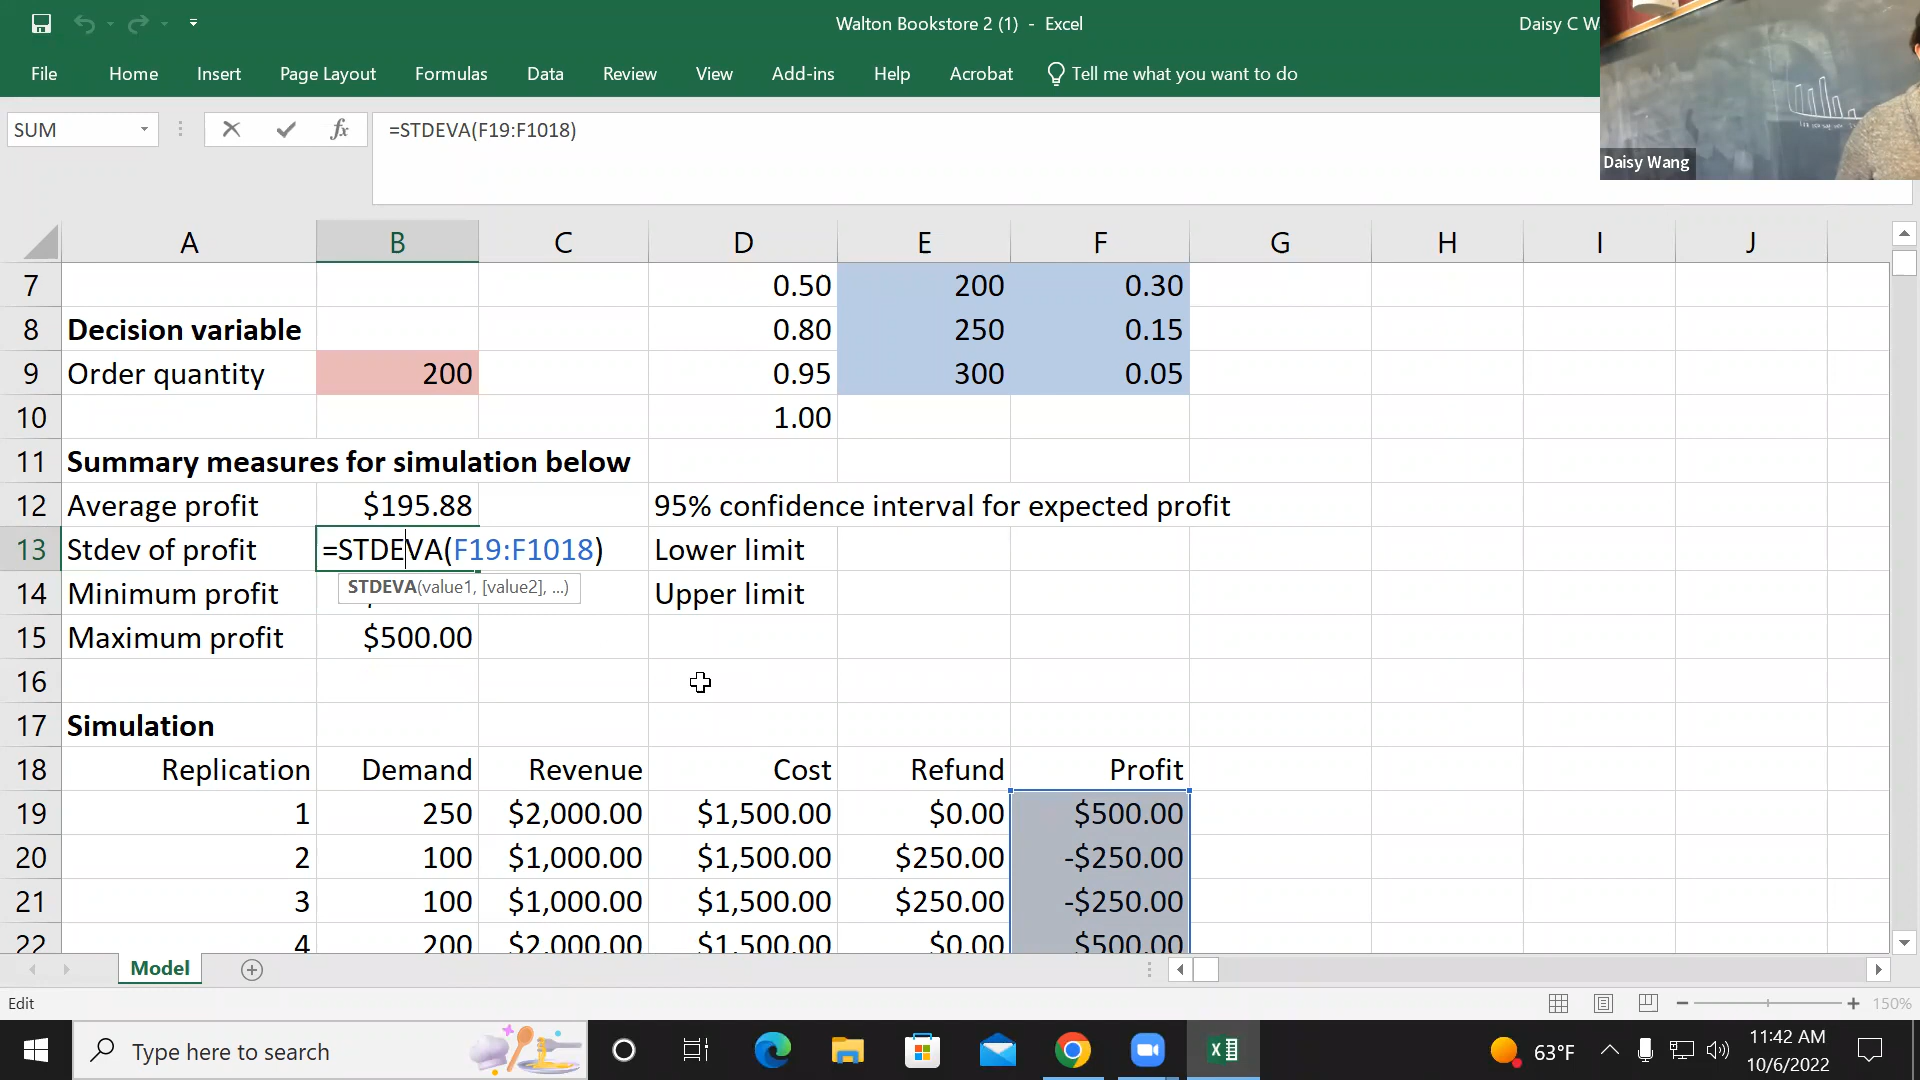 Walton Bookstore 2 (1) - Excel
Daisy C W
File Home Insert Page Layout Formulas Data Review View Add-ins Help Acrobat Tell me what you want to do
SUM
fx
=STDEVA(F19:F1018)
Daisy Wang
A B C D E F G H I J
7 0.50 200 0.30
8 Decision variable 0.80 250 0.15
9 Order quantity 200 0.95 300 0.05
10 1.00
11 Summary measures for simulation below
12 Average profit $195.88 95% confidence interval for expected profit
13 Stdev of profit =STDEVA(F19:F1018) Lower limit
STDEVA(value1, [value2], ...)
14 Minimum profit Upper limit
15 Maximum profit $500.00
16
17 Simulation
18 Replication Demand Revenue Cost Refund Profit
19 1 250 $2,000.00 $1,500.00 $0.00 $500.00
20 2 100 $1,000.00 $1,500.00 $250.00 -$250.00
21 3 100 $1,000.00 $1,500.00 $250.00 -$250.00
22 4 200 $2,000.00 $1,500.00 $0.00 $500.00
Model
Edit
150%
Type here to search
63°F
11:42 AM
10/6/2022